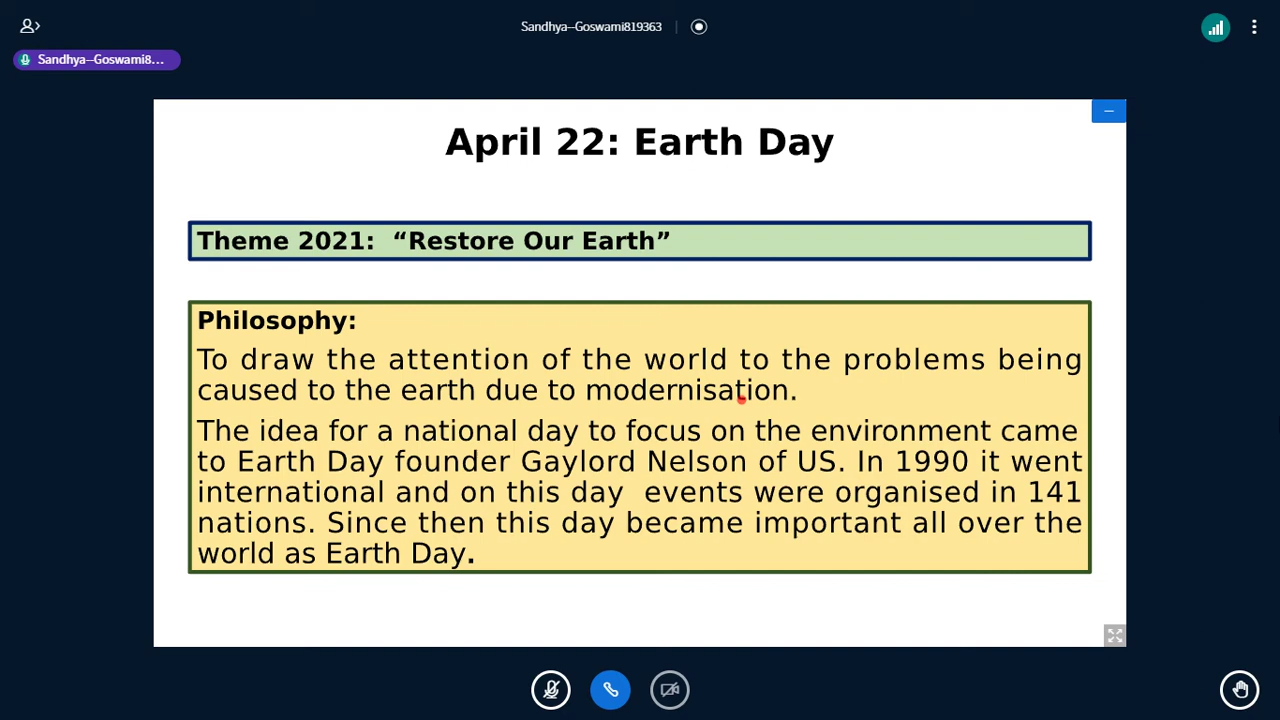 Sandhya--Goswami819363
Sandhya--Goswami8...
April 22: Earth Day
Theme 2021:  “Restore Our Earth”
Philosophy:
To draw the attention of the world to the problems being
caused to the earth due to modernisation.
The idea for a national day to focus on the environment came
to Earth Day founder Gaylord Nelson of US. In 1990 it went
international and on this day  events were organised in 141
nations. Since then this day became important all over the
world as Earth Day.